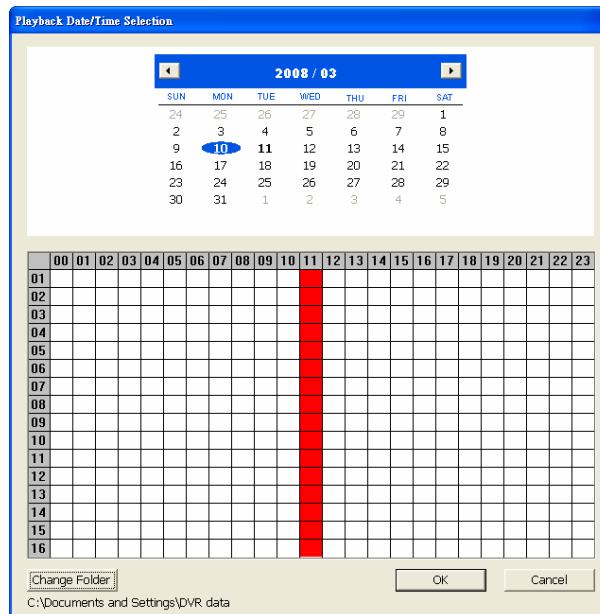 Playback Date/Time Selection
2008 / 03
SUN MON TUE WED THU FRI SAT
24 25 26 27 28 29 1
2 3 4 5 6 7 8
9 10 11 12 13 14 15
16 17 18 19 20 21 22
23 24 25 26 27 28 29
30 31 1 2 3 4 5
00 01 02 03 04 05 06 07 08 09 10 11 12 13 14 15 16 17 18 19 20 21 22 23
01
02
03
04
05
06
07
08
09
10
11
12
13
14
15
16
Change Folder OK Cancel
C:\Documents and Settings\DVR data